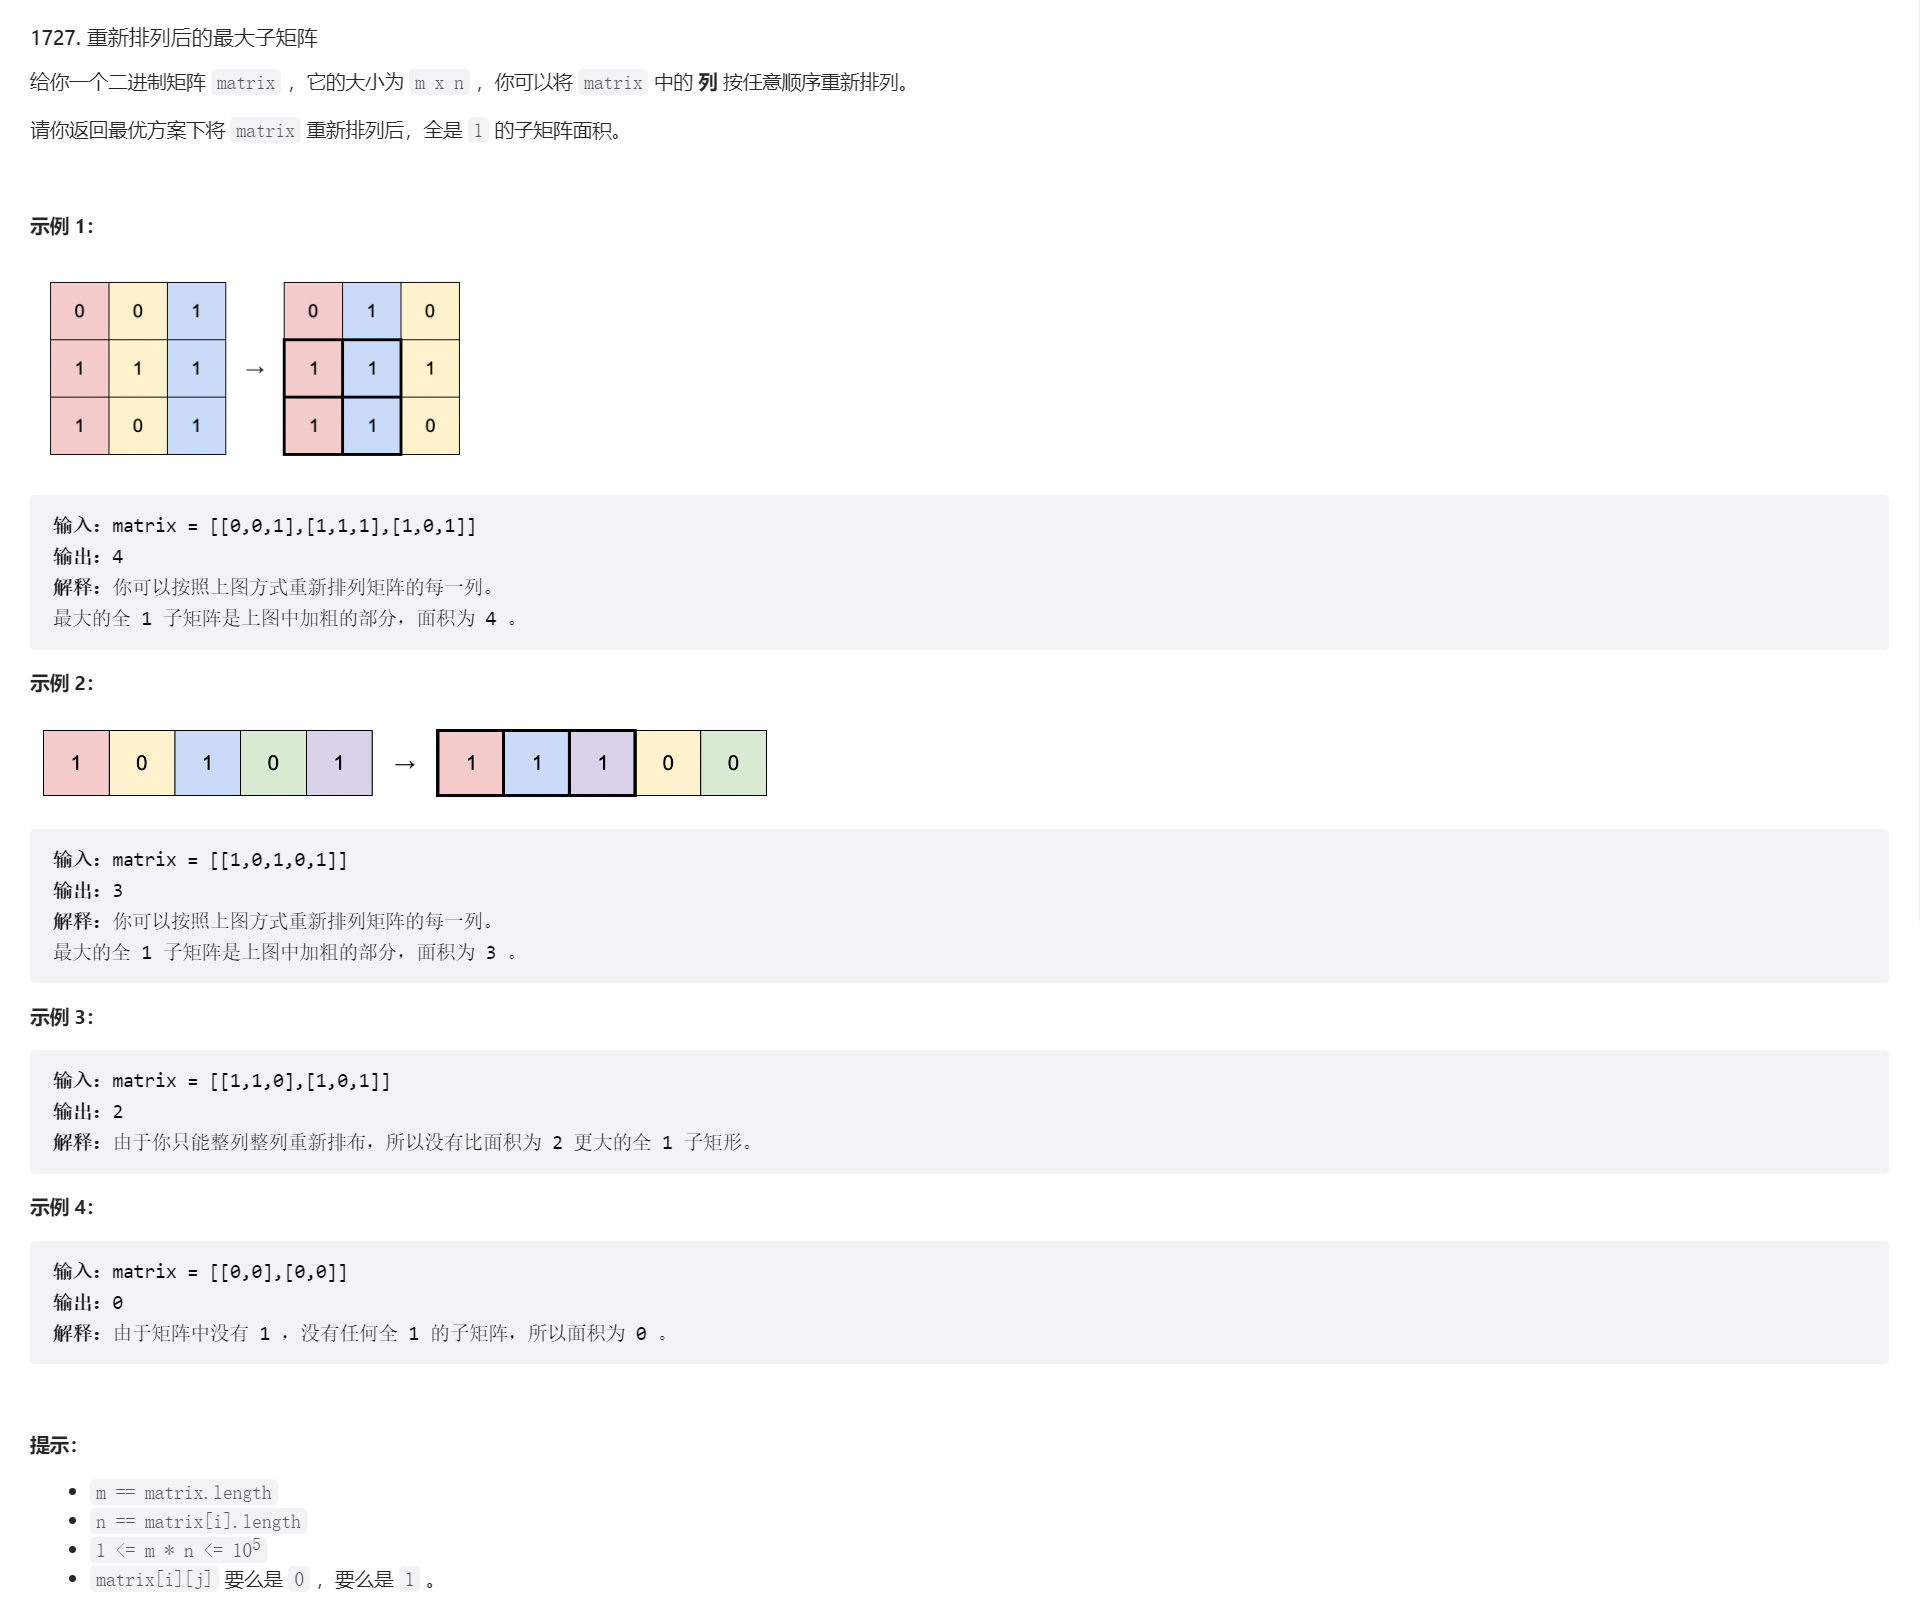 1727. 重新排列后的最大子矩阵
给你一个二进制矩阵 matrix ，它的大小为 m x n ，你可以将 matrix 中的 列 按任意顺序重新排列。
请你返回最优方案下将 matrix 重新排列后，全是 1 的子矩阵面积。
示例 1：
0 0 1 0 1 0
1 1 1 → 1 1 1
1 0 1 1 1 0
输入：matrix = [[0,0,1],[1,1,1],[1,0,1]]
输出：4
解释：你可以按照上图方式重新排列矩阵的每一列。
最大的全 1 子矩阵是上图中加粗的部分，面积为 4 。
示例 2：
1 0 1 0 1 → 1 1 1 0 0
输入：matrix = [[1,0,1,0,1]]
输出：3
解释：你可以按照上图方式重新排列矩阵的每一列。
最大的全 1 子矩阵是上图中加粗的部分，面积为 3 。
示例 3：
输入：matrix = [[1,1,0],[1,0,1]]
输出：2
解释：由于你只能整列整列重新排布，所以没有比面积为 2 更大的全 1 子矩形。
示例 4：
输入：matrix = [[0,0],[0,0]]
输出：0
解释：由于矩阵中没有 1 ，没有任何全 1 的子矩阵，所以面积为 0 。
提示：
• m == matrix.length
• n == matrix[i].length
• 1 <= m * n <= 10⁵
• matrix[i][j] 要么是 0 ，要么是 1 。